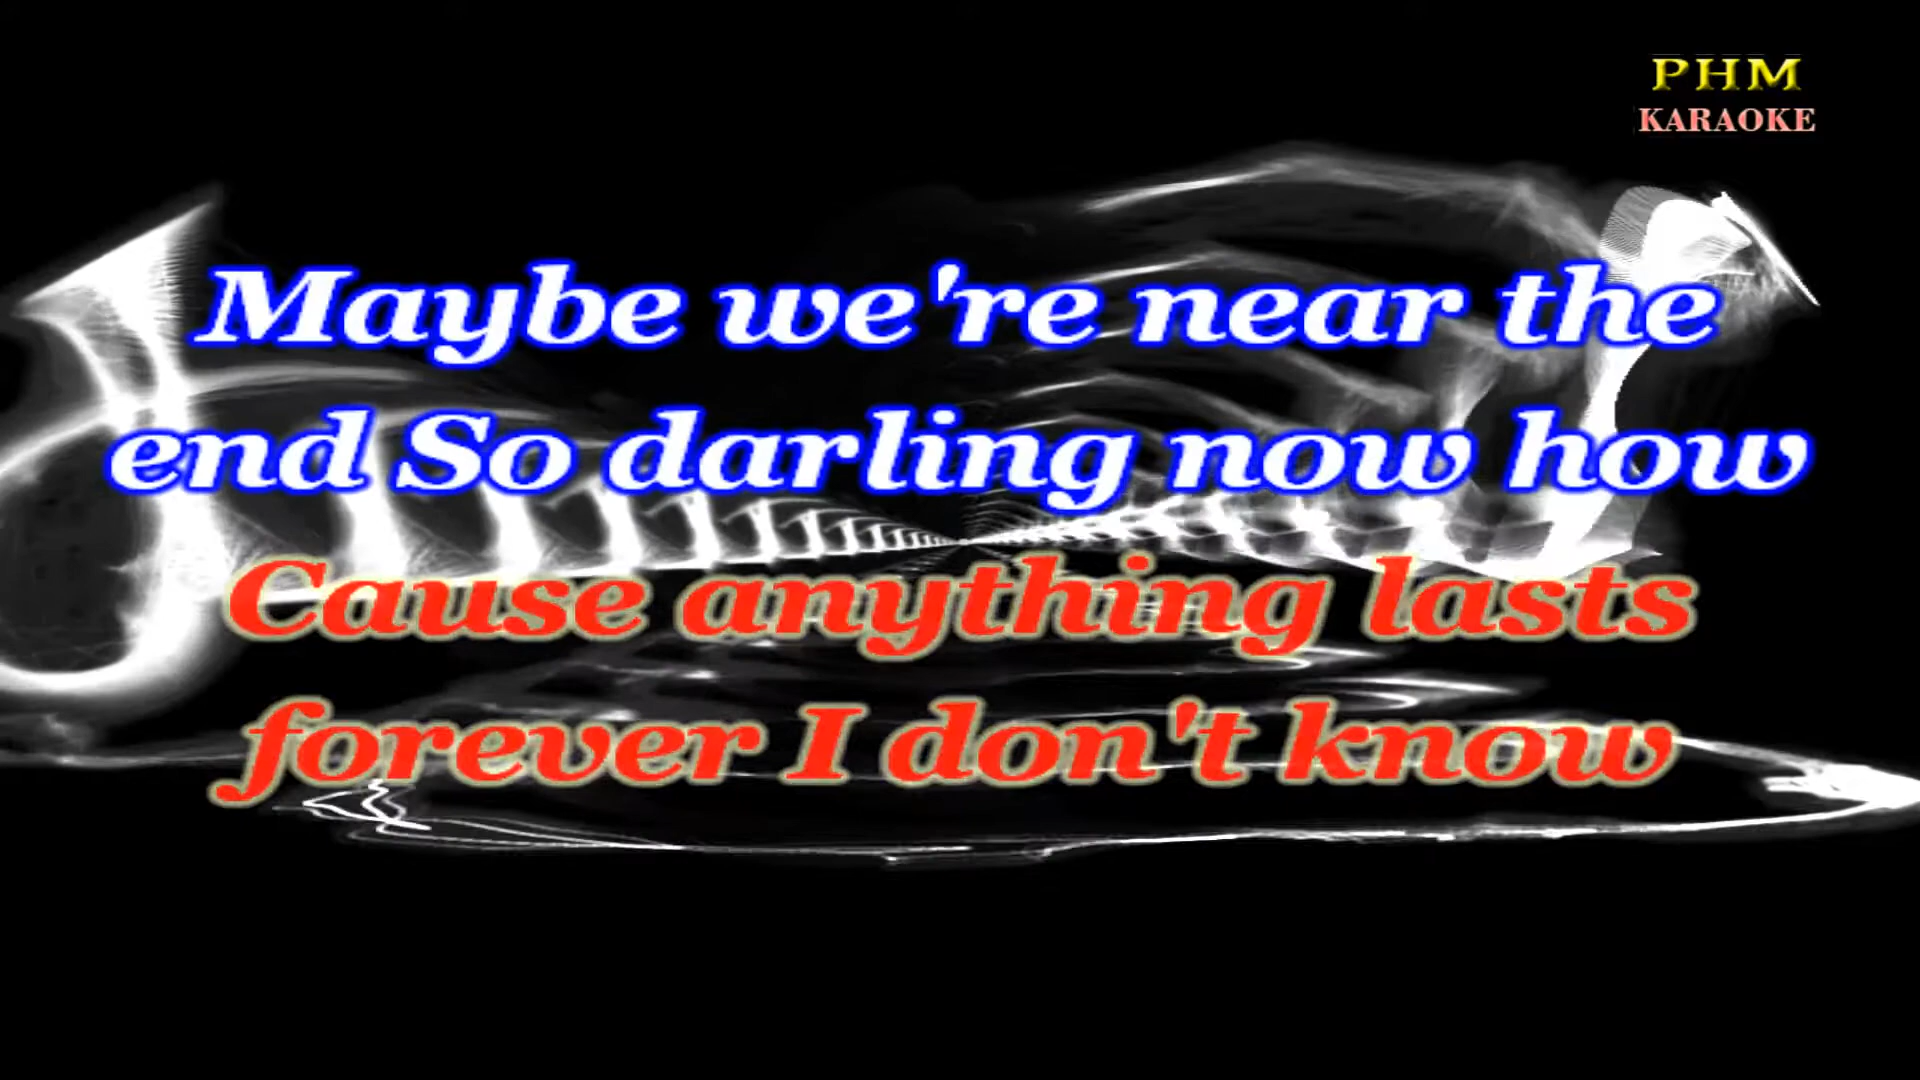 PHM
KARAOKE
Maybe we're near the
end So darling now how
Cause anything lasts
forever I don't know